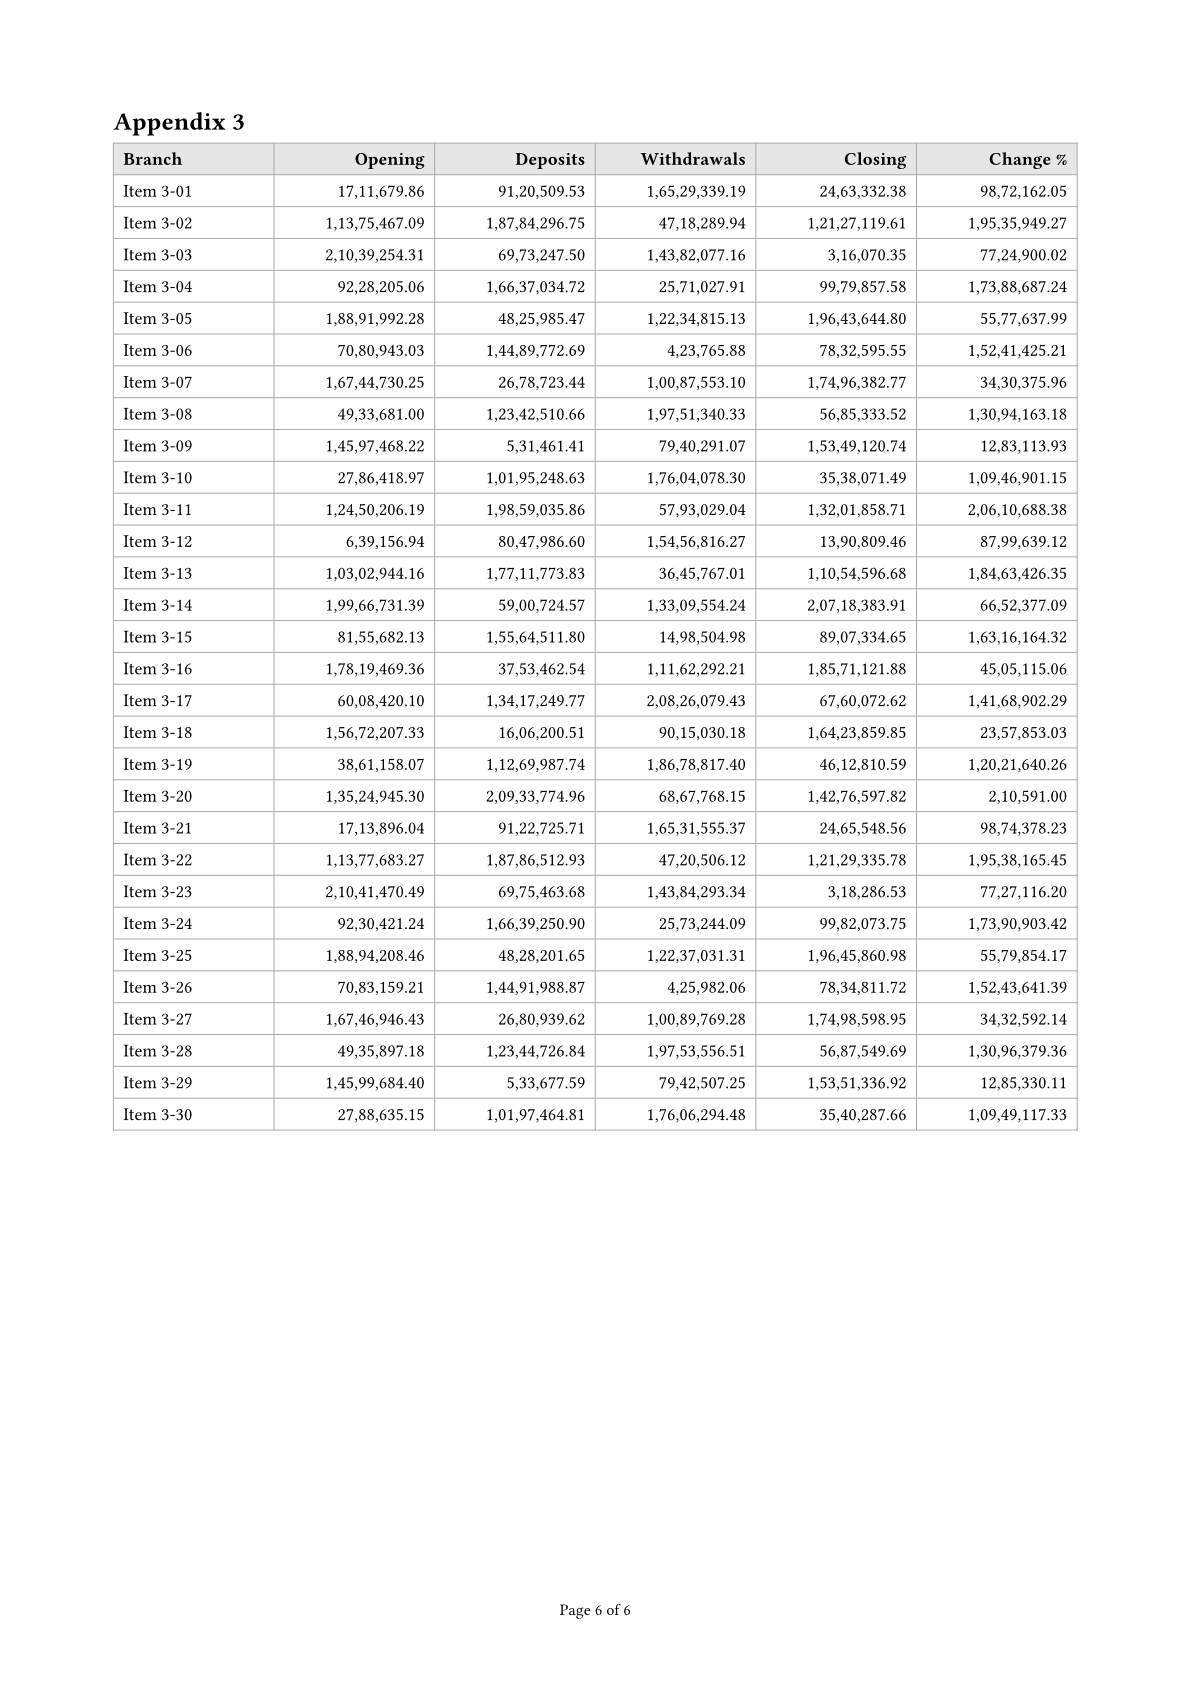 Appendix 3
Branch Opening Deposits Withdrawals Closing Change %
Item 3-01 17,11,679.86 91,20,509.53 1,65,29,339.19 24,63,332.38 98,72,162.05
Item 3-02 1,13,75,467.09 1,87,84,296.75 47,18,289.94 1,21,27,119.61 1,95,35,949.27
Item 3-03 2,10,39,254.31 69,73,247.50 1,43,82,077.16 3,16,070.35 77,24,900.02
Item 3-04 92,28,205.06 1,66,37,034.72 25,71,027.91 99,79,857.58 1,73,88,687.24
Item 3-05 1,88,91,992.28 48,25,985.47 1,22,34,815.13 1,96,43,644.80 55,77,637.99
Item 3-06 70,80,943.03 1,44,89,772.69 4,23,765.88 78,32,595.55 1,52,41,425.21
Item 3-07 1,67,44,730.25 26,78,723.44 1,00,87,553.10 1,74,96,382.77 34,30,375.96
Item 3-08 49,33,681.00 1,23,42,510.66 1,97,51,340.33 56,85,333.52 1,30,94,163.18
Item 3-09 1,45,97,468.22 5,31,461.41 79,40,291.07 1,53,49,120.74 12,83,113.93
Item 3-10 27,86,418.97 1,01,95,248.63 1,76,04,078.30 35,38,071.49 1,09,46,901.15
Item 3-11 1,24,50,206.19 1,98,59,035.86 57,93,029.04 1,32,01,858.71 2,06,10,688.38
Item 3-12 6,39,156.94 80,47,986.60 1,54,56,816.27 13,90,809.46 87,99,639.12
Item 3-13 1,03,02,944.16 1,77,11,773.83 36,45,767.01 1,10,54,596.68 1,84,63,426.35
Item 3-14 1,99,66,731.39 59,00,724.57 1,33,09,554.24 2,07,18,383.91 66,52,377.09
Item 3-15 81,55,682.13 1,55,64,511.80 14,98,504.98 89,07,334.65 1,63,16,164.32
Item 3-16 1,78,19,469.36 37,53,462.54 1,11,62,292.21 1,85,71,121.88 45,05,115.06
Item 3-17 60,08,420.10 1,34,17,249.77 2,08,26,079.43 67,60,072.62 1,41,68,902.29
Item 3-18 1,56,72,207.33 16,06,200.51 90,15,030.18 1,64,23,859.85 23,57,853.03
Item 3-19 38,61,158.07 1,12,69,987.74 1,86,78,817.40 46,12,810.59 1,20,21,640.26
Item 3-20 1,35,24,945.30 2,09,33,774.96 68,67,768.15 1,42,76,597.82 2,10,591.00
Item 3-21 17,13,896.04 91,22,725.71 1,65,31,555.37 24,65,548.56 98,74,378.23
Item 3-22 1,13,77,683.27 1,87,86,512.93 47,20,506.12 1,21,29,335.78 1,95,38,165.45
Item 3-23 2,10,41,470.49 69,75,463.68 1,43,84,293.34 3,18,286.53 77,27,116.20
Item 3-24 92,30,421.24 1,66,39,250.90 25,73,244.09 99,82,073.75 1,73,90,903.42
Item 3-25 1,88,94,208.46 48,28,201.65 1,22,37,031.31 1,96,45,860.98 55,79,854.17
Item 3-26 70,83,159.21 1,44,91,988.87 4,25,982.06 78,34,811.72 1,52,43,641.39
Item 3-27 1,67,46,946.43 26,80,939.62 1,00,89,769.28 1,74,98,598.95 34,32,592.14
Item 3-28 49,35,897.18 1,23,44,726.84 1,97,53,556.51 56,87,549.69 1,30,96,379.36
Item 3-29 1,45,99,684.40 5,33,677.59 79,42,507.25 1,53,51,336.92 12,85,330.11
Item 3-30 27,88,635.15 1,01,97,464.81 1,76,06,294.48 35,40,287.66 1,09,49,117.33
Page 6 of 6